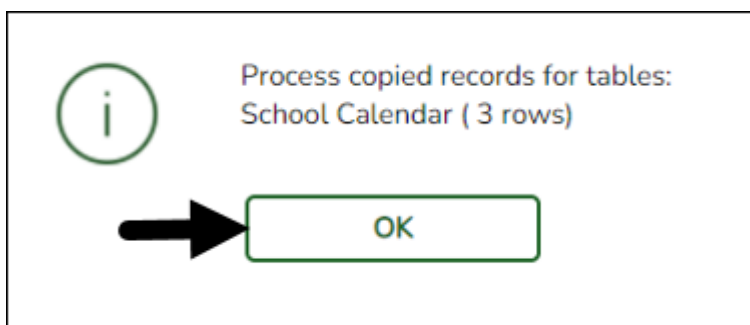 Process copied records for tables:
School Calendar ( 3 rows)
OK